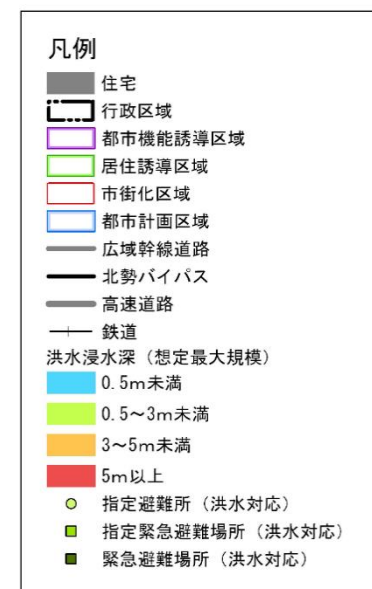 凡例
住宅
行政区域
都市機能誘導区域
居住誘導区域
市街化区域
都市計画区域
広域幹線道路
北勢バイパス
高速道路
鉄道
洪水浸水深（想定最大規模）
0.5m未満
0.5～3m未満
3～5m未満
5m以上
指定避難所（洪水対応）
指定緊急避難場所（洪水対応）
緊急避難場所（洪水対応）